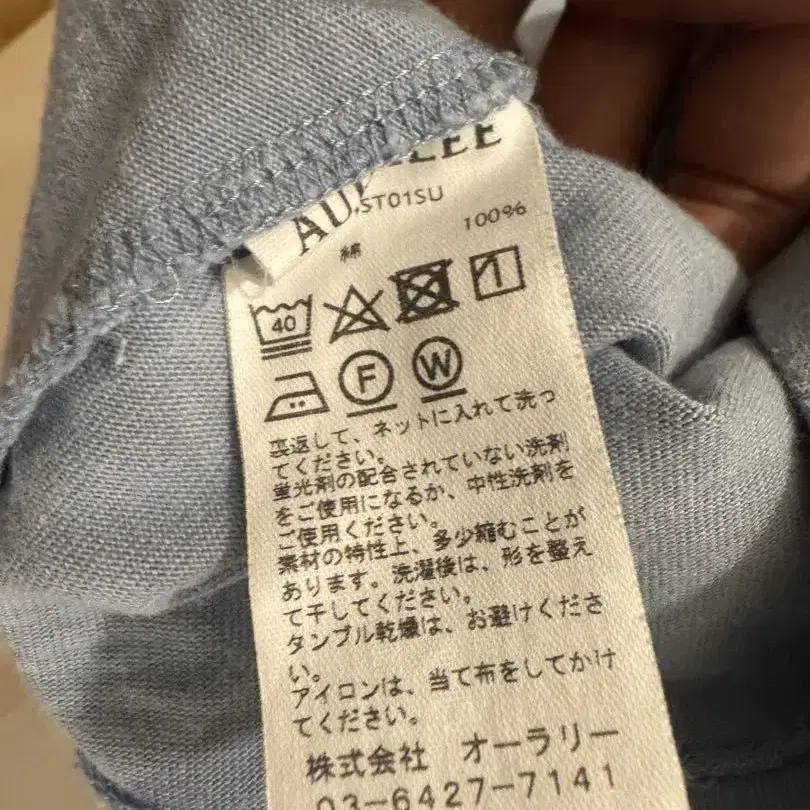 ST01SU
綿 100%
40
F W
裏返して、ネットに入れて洗っ
てください。
蛍光剤の配合されていない洗剤
をご使用になるか、中性洗剤を
ご使用ください。
素材の特性上、多少縮むことが
あります。洗濯後は、形を整え
て干してください。
タンブル乾燥は、お避けくださ
い。
アイロンは、当て布をしてかけ
てください。
株式会社 オーラリー
03-6427-7141